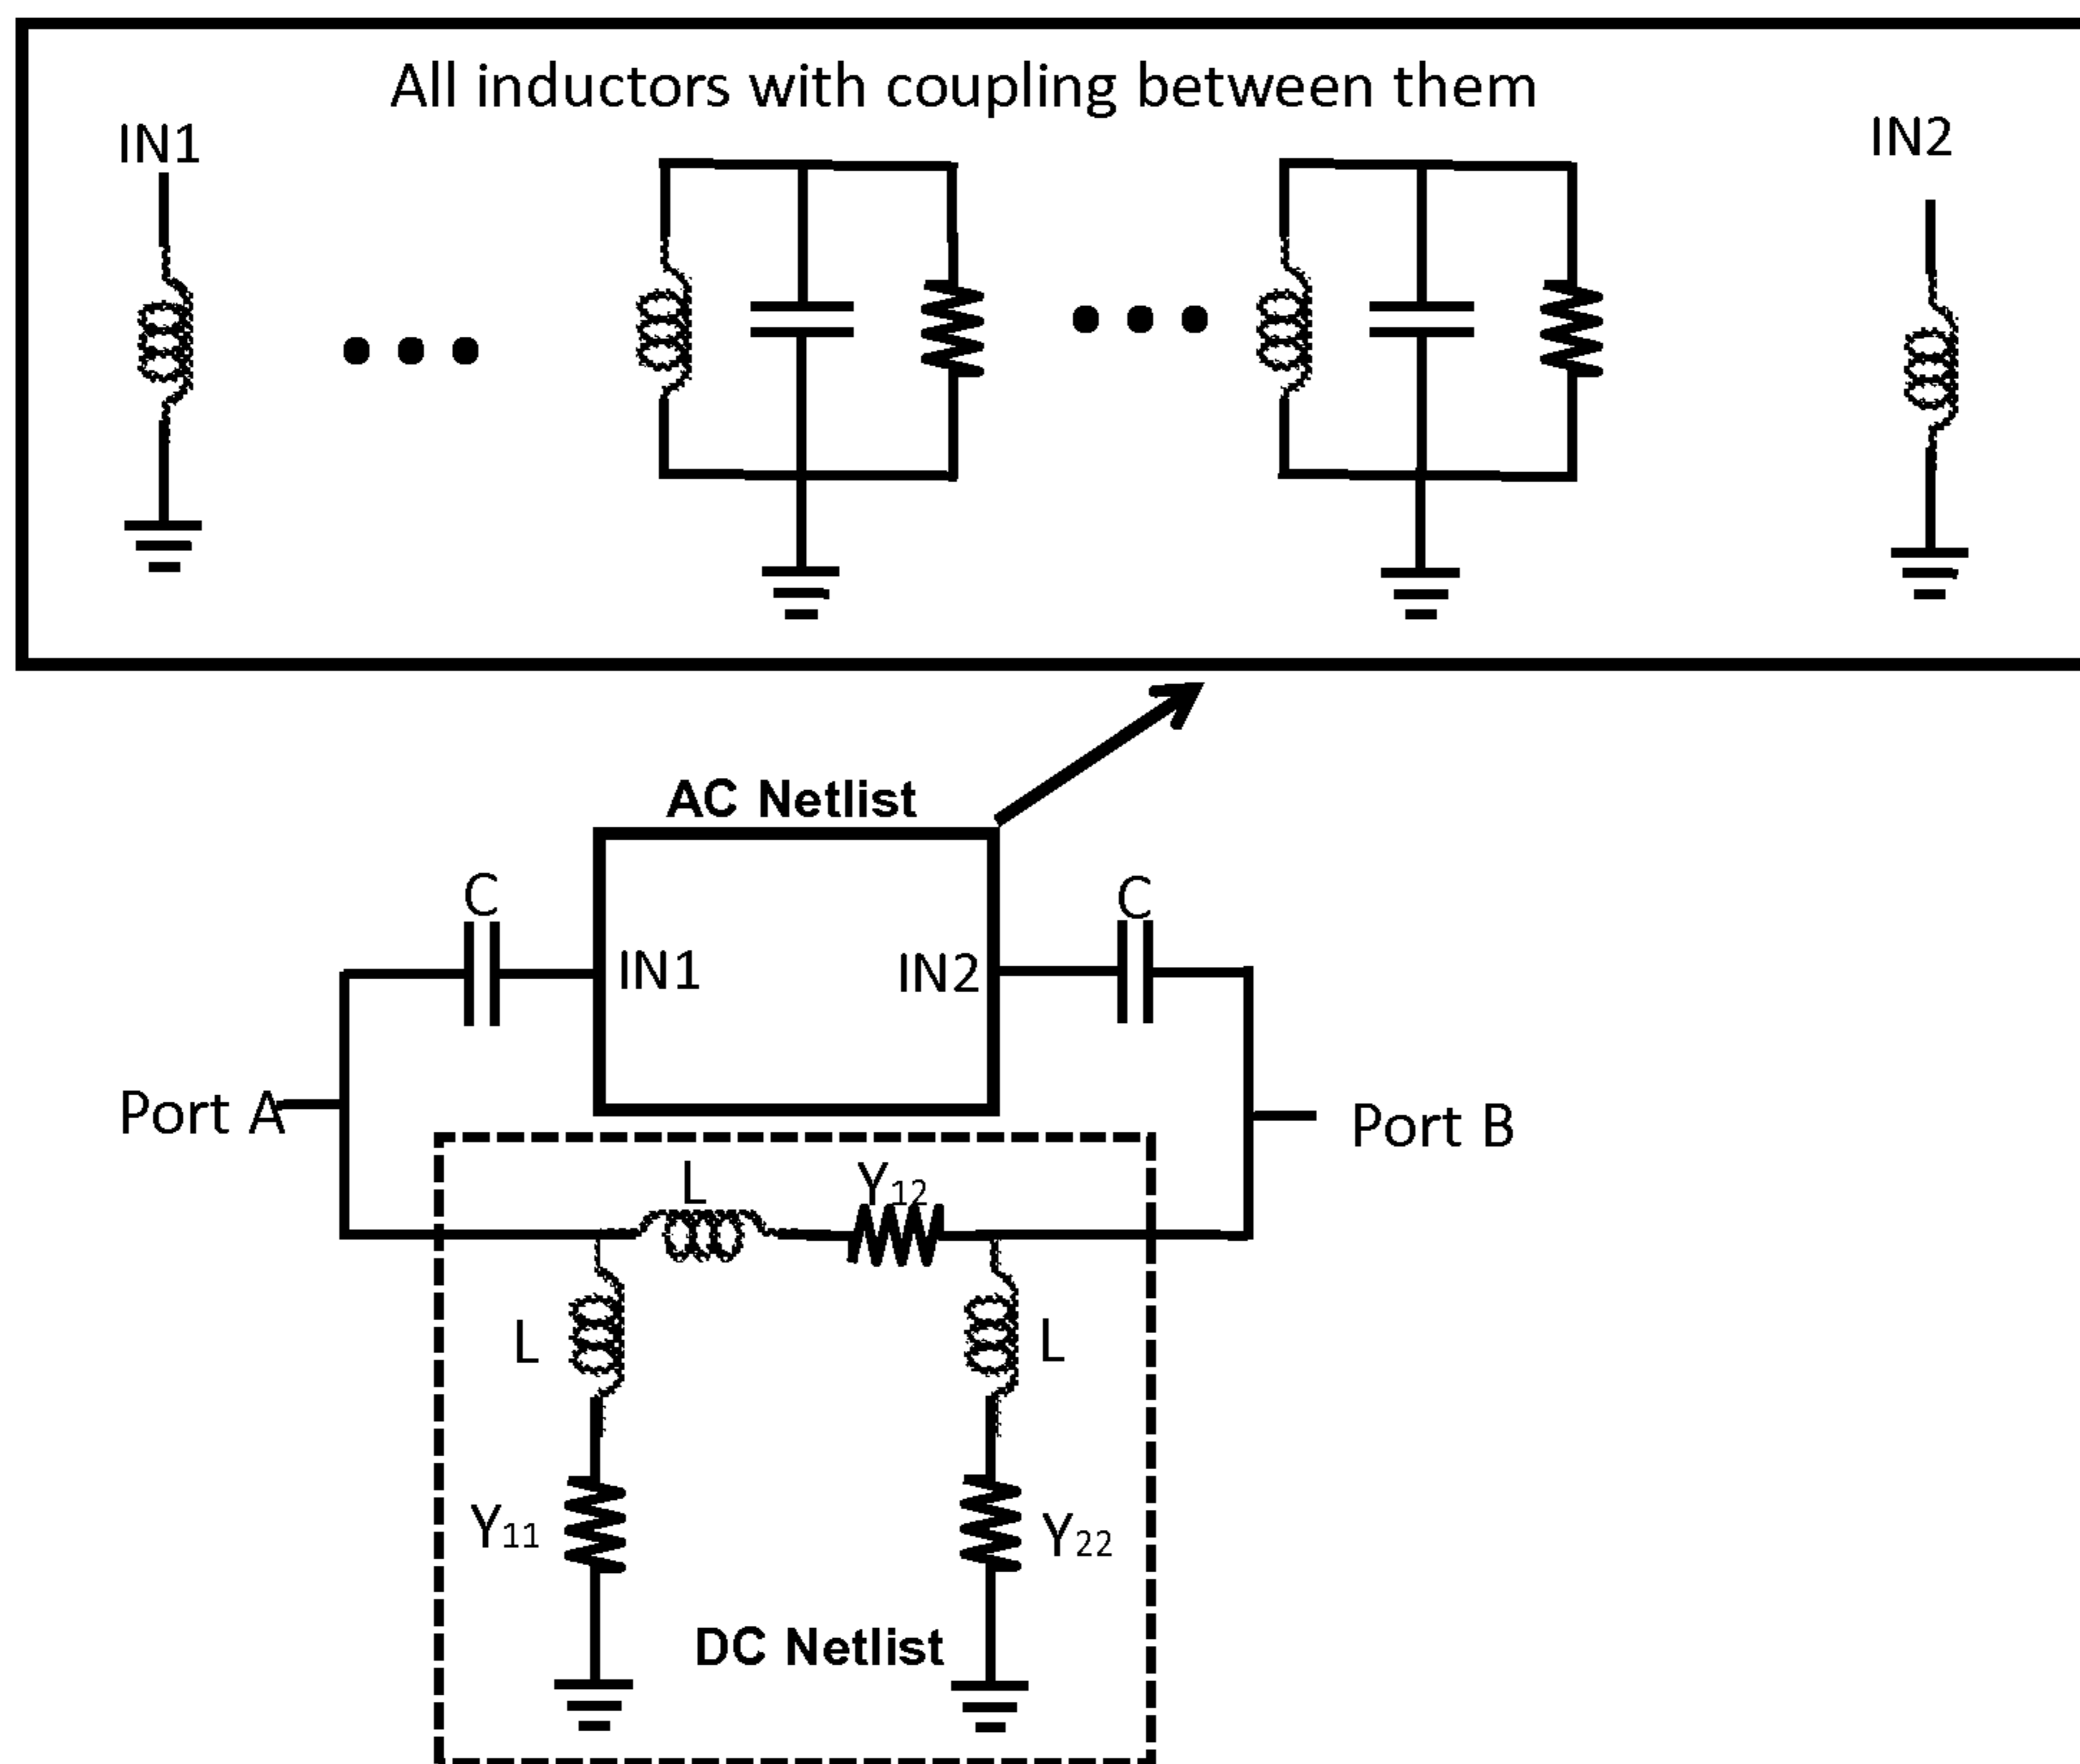 All inductors with coupling between them
IN1
IN2
AC Netlist
C
C
IN1
IN2
Port A
Port B
L
Y12
L
L
Y11
Y22
DC Netlist